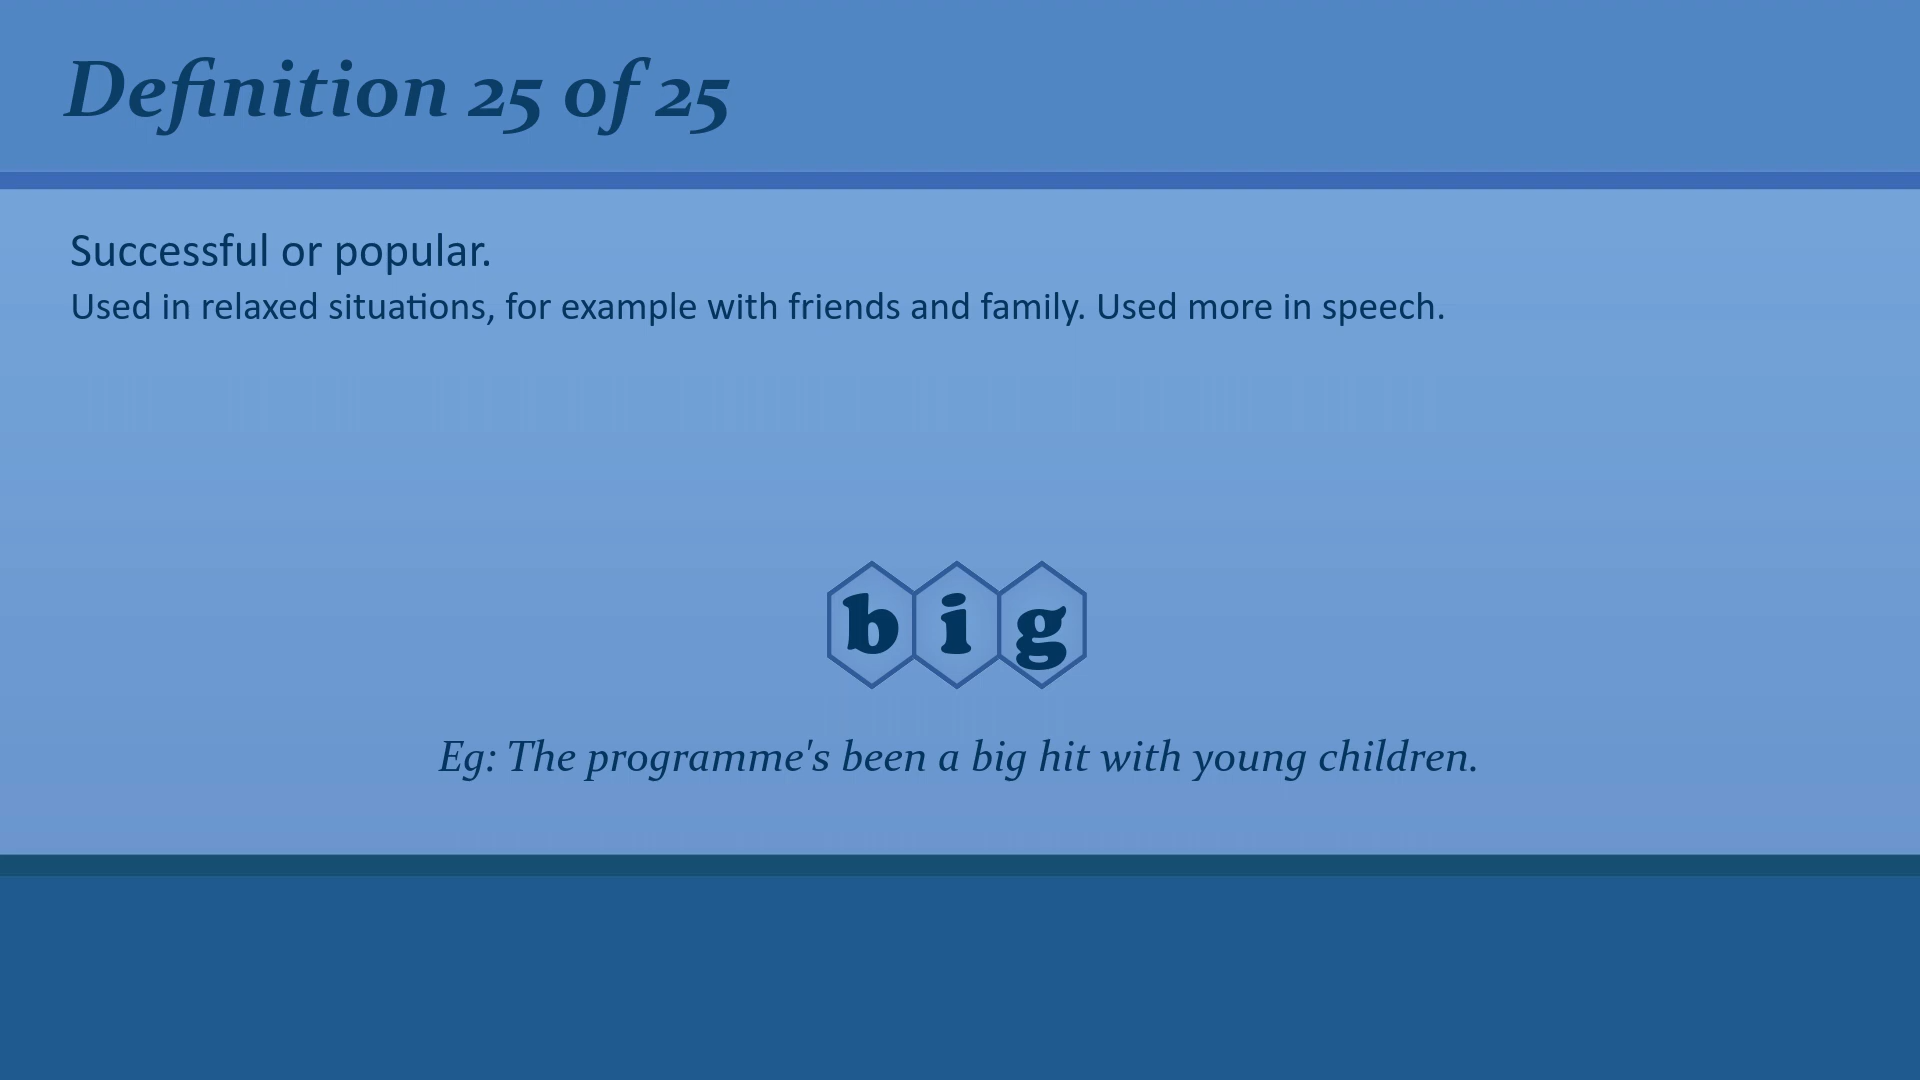 Definition 25 of 25
Successful or popular.
Used in relaxed situations, for example with friends and family. Used more in speech.
big
Eg: The programme's been a big hit with young children.